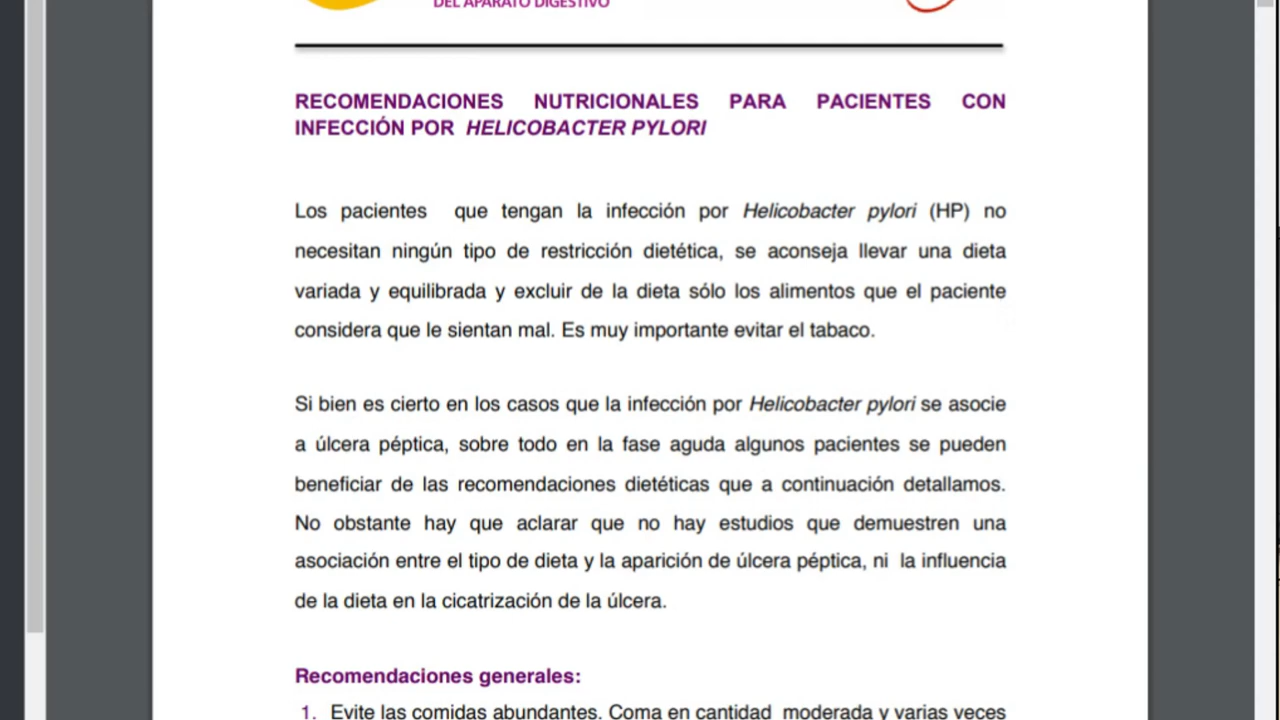 DEL APARATO DIGESTIVO
RECOMENDACIONES NUTRICIONALES PARA PACIENTES CON
INFECCIÓN POR HELICOBACTER PYLORI
Los pacientes que tengan la infección por Helicobacter pylori (HP) no
necesitan ningún tipo de restricción dietética, se aconseja llevar una dieta
variada y equilibrada y excluir de la dieta sólo los alimentos que el paciente
considera que le sientan mal. Es muy importante evitar el tabaco.
Si bien es cierto en los casos que la infección por Helicobacter pylori se asocie
a úlcera péptica, sobre todo en la fase aguda algunos pacientes se pueden
beneficiar de las recomendaciones dietéticas que a continuación detallamos.
No obstante hay que aclarar que no hay estudios que demuestren una
asociación entre el tipo de dieta y la aparición de úlcera péptica, ni la influencia
de la dieta en la cicatrización de la úlcera.
Recomendaciones generales:
1. Evite las comidas abundantes. Coma en cantidad moderada y varias veces